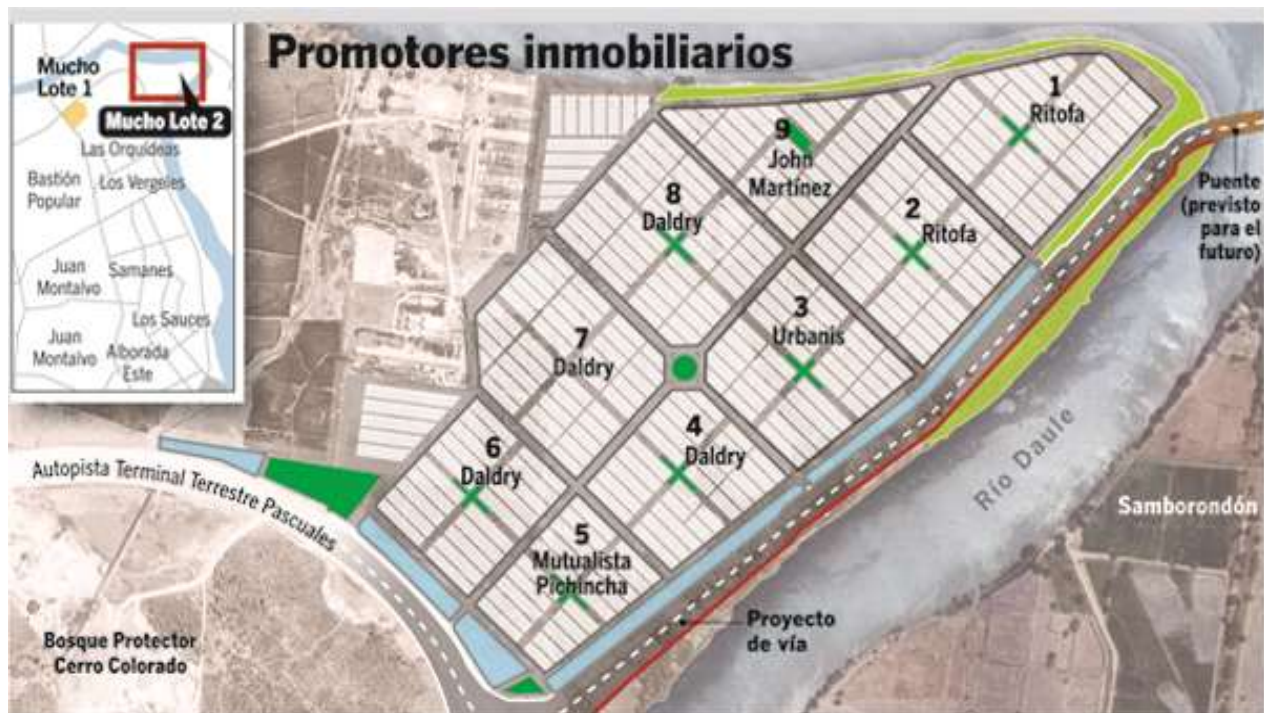 Promotores inmobiliarios
Mucho
Lote 1
Mucho Lote 2
Las Orquídeas
Bastión
Popular
Los Vergeles
Juan
Montalvo
Samanes
Los Sauces
Juan
Montalvo
Alborada
Este
1
Ritofa
9
John
Martínez
2
Ritofa
8
Daldry
3
Urbanis
7
Daldry
4
Daldry
6
Daldry
5
Mutualista
Pichincha
Puente
(previsto
para el
futuro)
Río Daule
Samborondón
Autopista Terminal Terrestre Pascuales
Proyecto
de vía
Bosque Protector
Cerro Colorado